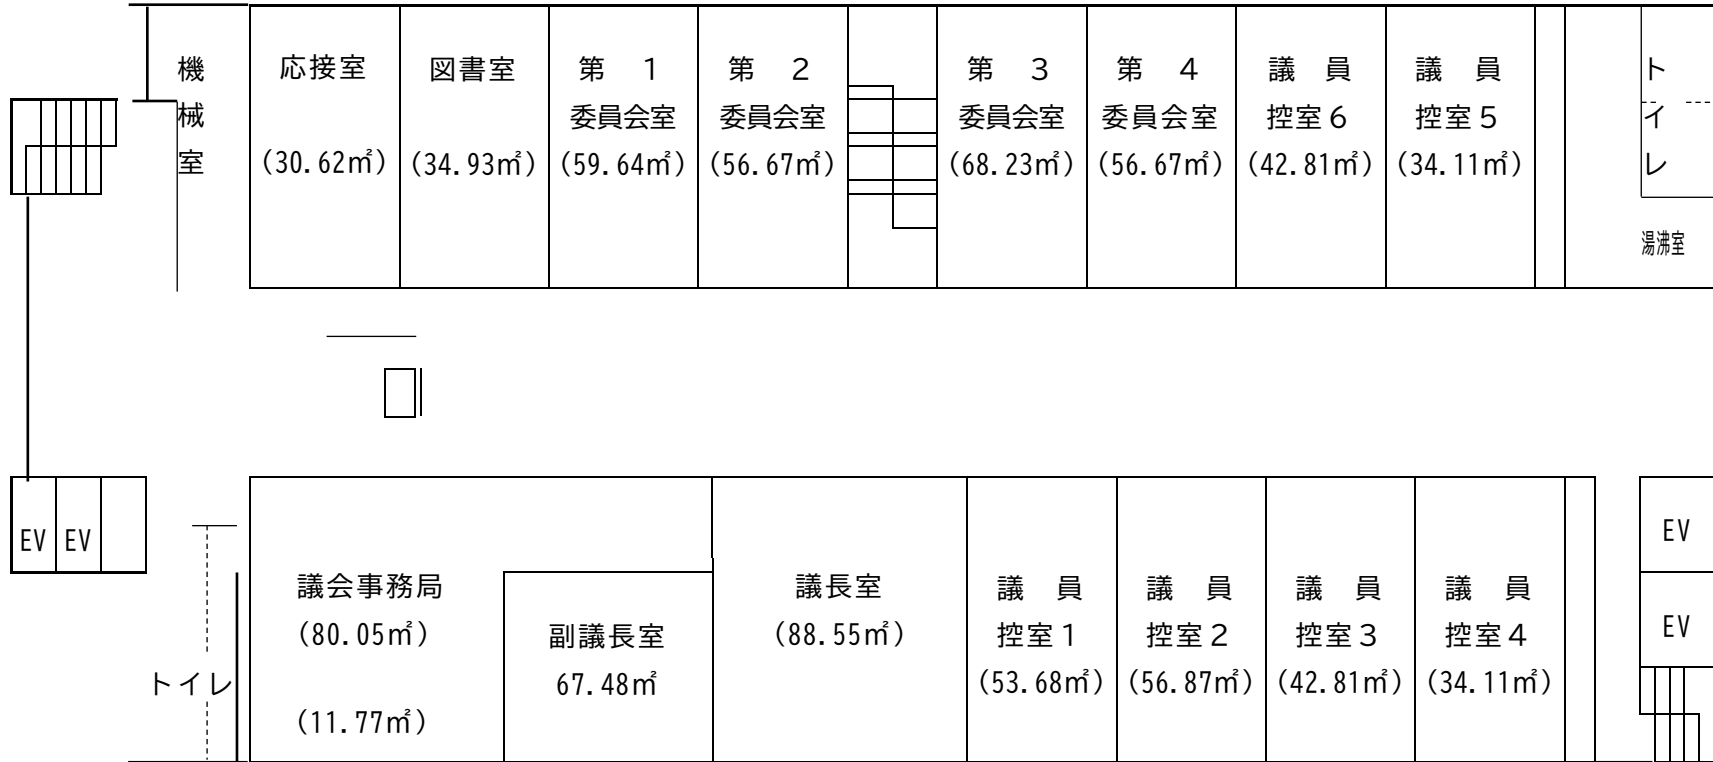 機械室
応接室
(30.62㎡)
図書室
(34.93㎡)
第　1
委員会室
(59.64㎡)
第　2
委員会室
(56.67㎡)
第　3
委員会室
(68.23㎡)
第　4
委員会室
(56.67㎡)
議　員
控室6
(42.81㎡)
議　員
控室5
(34.11㎡)
トイレ
湯沸室
EV
EV
トイレ
議会事務局
(80.05㎡)
(11.77㎡)
副議長室
67.48㎡
議長室
(88.55㎡)
議　員
控室1
(53.68㎡)
議　員
控室2
(56.87㎡)
議　員
控室3
(42.81㎡)
議　員
控室4
(34.11㎡)
EV
EV